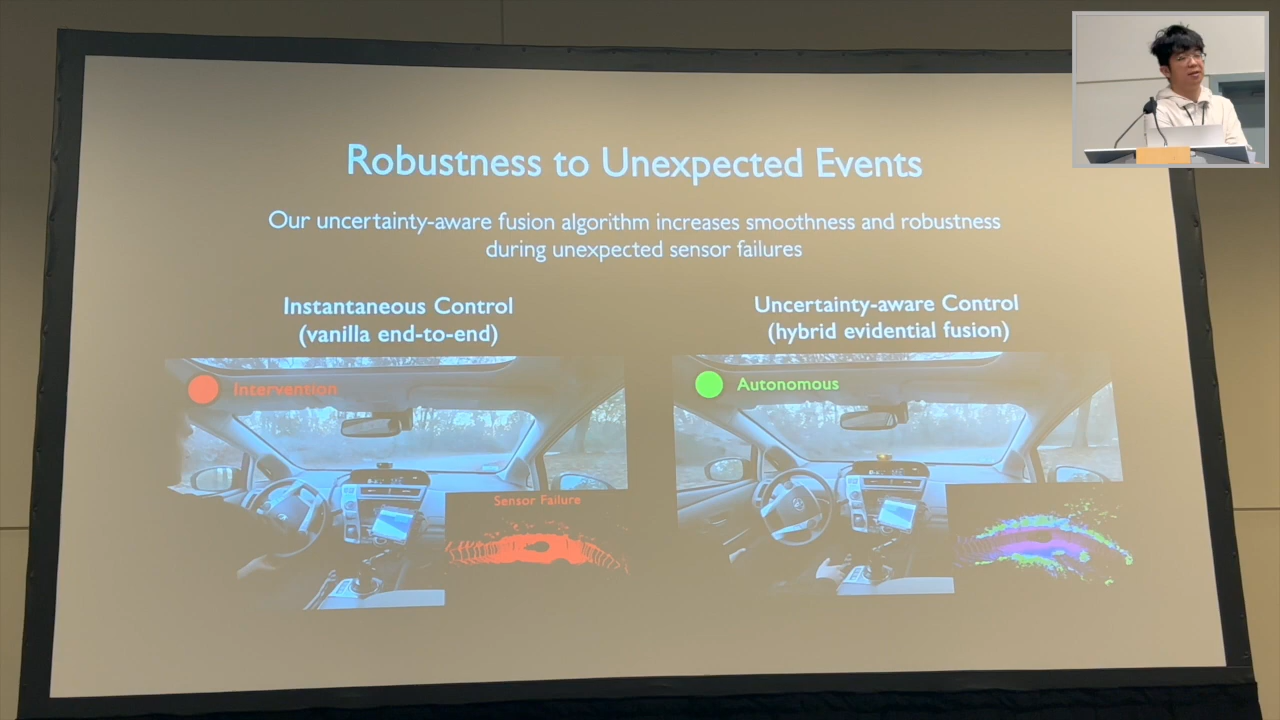 Robustness to Unexpected Events
Our uncertainty-aware fusion algorithm increases smoothness and robustness
during unexpected sensor failures
Instantaneous Control
(vanilla end-to-end)
Intervention
Sensor Failure
Uncertainty-aware Control
(hybrid evidential fusion)
Autonomous